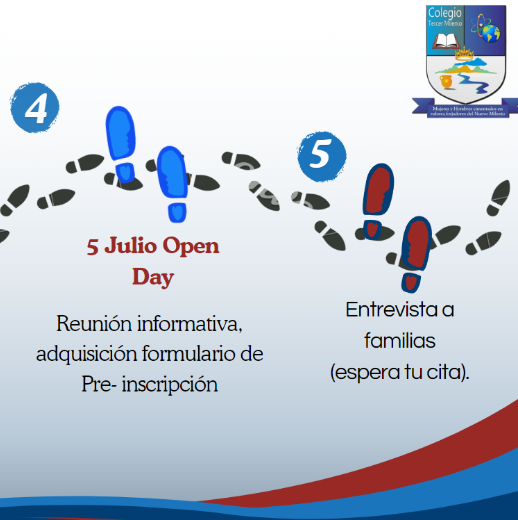 Colegio
Tercer Milenio
Mujeres y Hombres cimentados en
valores, forjadores del Nuevo Milenio
4
5
5 Julio Open
Day
Reunión informativa,
adquisición formulario de
Pre- inscripción
Entrevista a
familias
(espera tu cita).